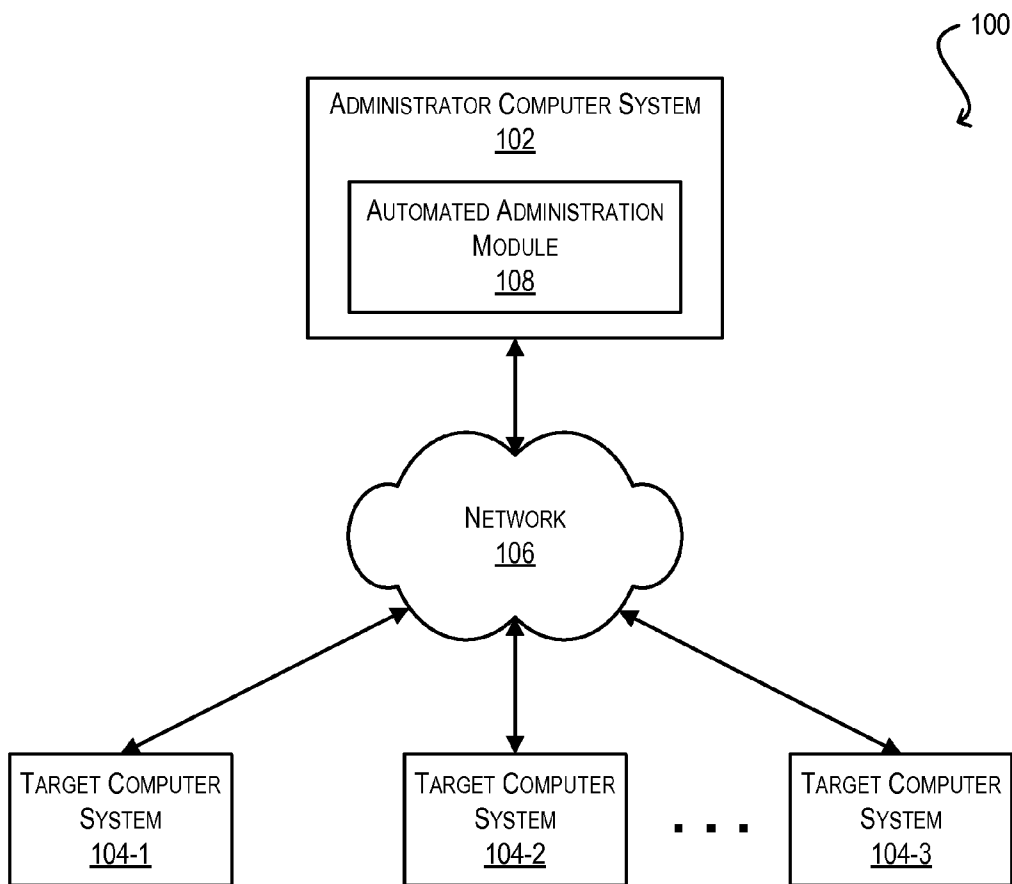 100
ADMINISTRATOR COMPUTER SYSTEM
102
AUTOMATED ADMINISTRATION
MODULE
108
NETWORK
106
TARGET COMPUTER
SYSTEM
104-1
TARGET COMPUTER
SYSTEM
104-2
. . .
TARGET COMPUTER
SYSTEM
104-3